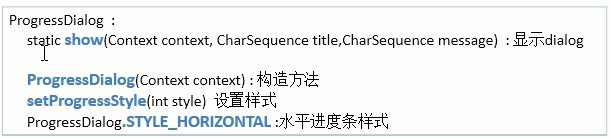 ProgressDialog :
static show(Context context, CharSequence title,CharSequence message) : 显示dialog
ProgressDialog(Context context) : 构造方法
setProgressStyle(int style) 设置样式
ProgressDialog.STYLE_HORIZONTAL :水平进度条样式